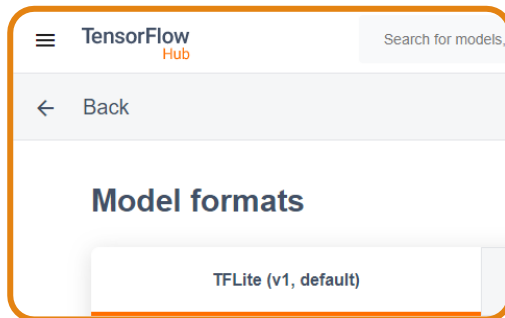 TensorFlow
Hub
Search for models,
Back
Model formats
TFLite (v1, default)